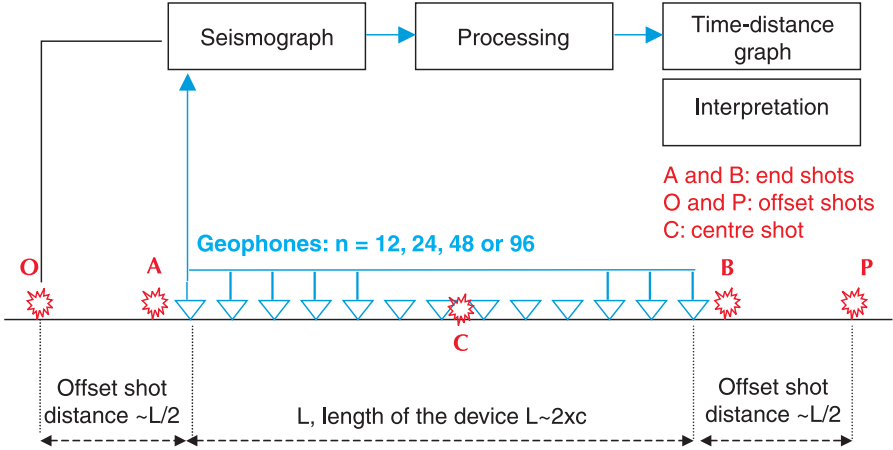 Seismograph
Processing
Time-distance
graph
Interpretation
A and B: end shots
O and P: offset shots
C: centre shot
Geophones: n = 12, 24, 48 or 96
O
A
B
P
C
Offset shot
distance ~L/2
L, length of the device L~2xc
Offset shot
distance ~L/2